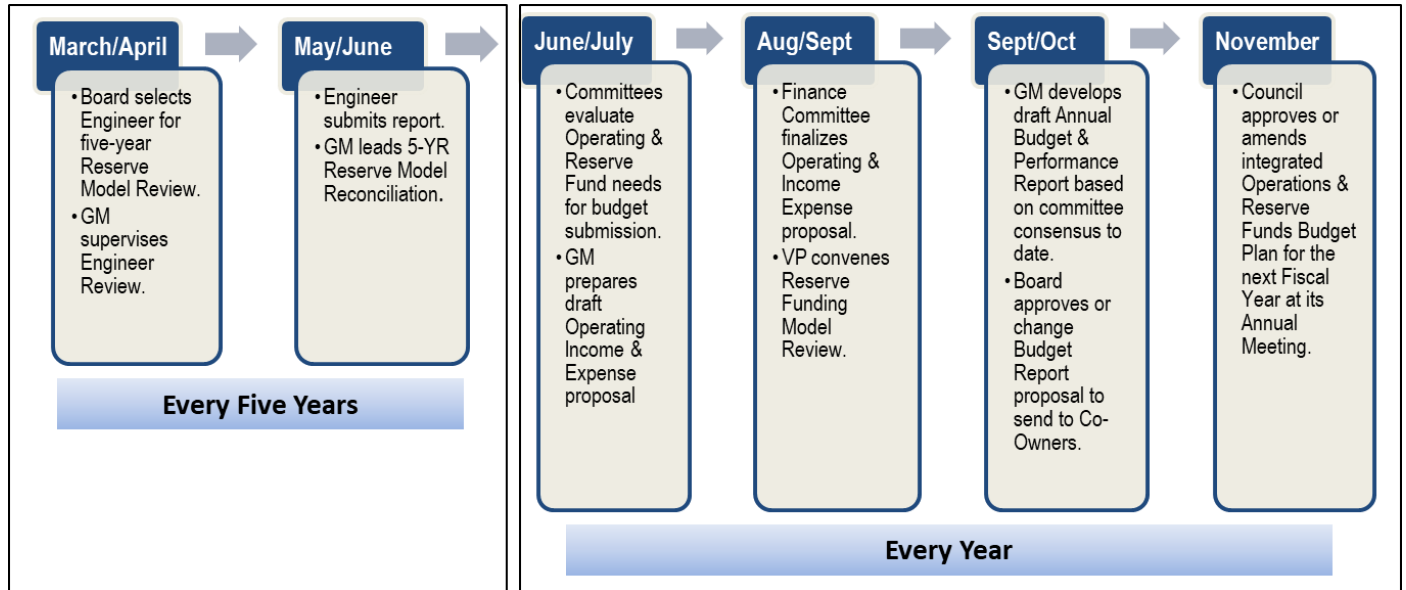 March/April
• Board selects
Engineer for
five-year
Reserve
Model Review.
• GM
supervises
Engineer
Review.
May/June
• Engineer
submits report.
• GM leads 5-YR
Reserve Model
Reconciliation.
Every Five Years
June/July
• Committees
evaluate
Operating &
Reserve
Fund needs
for budget
submission.
• GM
prepares
draft
Operating
Income &
Expense
proposal
Aug/Sept
• Finance
Committee
finalizes
Operating &
Income
Expense
proposal.
• VP convenes
Reserve
Funding
Model
Review.
Sept/Oct
• GM develops
draft Annual
Budget &
Performance
Report based
on committee
consensus to
date.
• Board
approves or
change
Budget
Report
proposal to
send to Co-
Owners.
November
• Council
approves or
amends
integrated
Operations &
Reserve
Funds Budget
Plan for the
next Fiscal
Year at its
Annual
Meeting.
Every Year